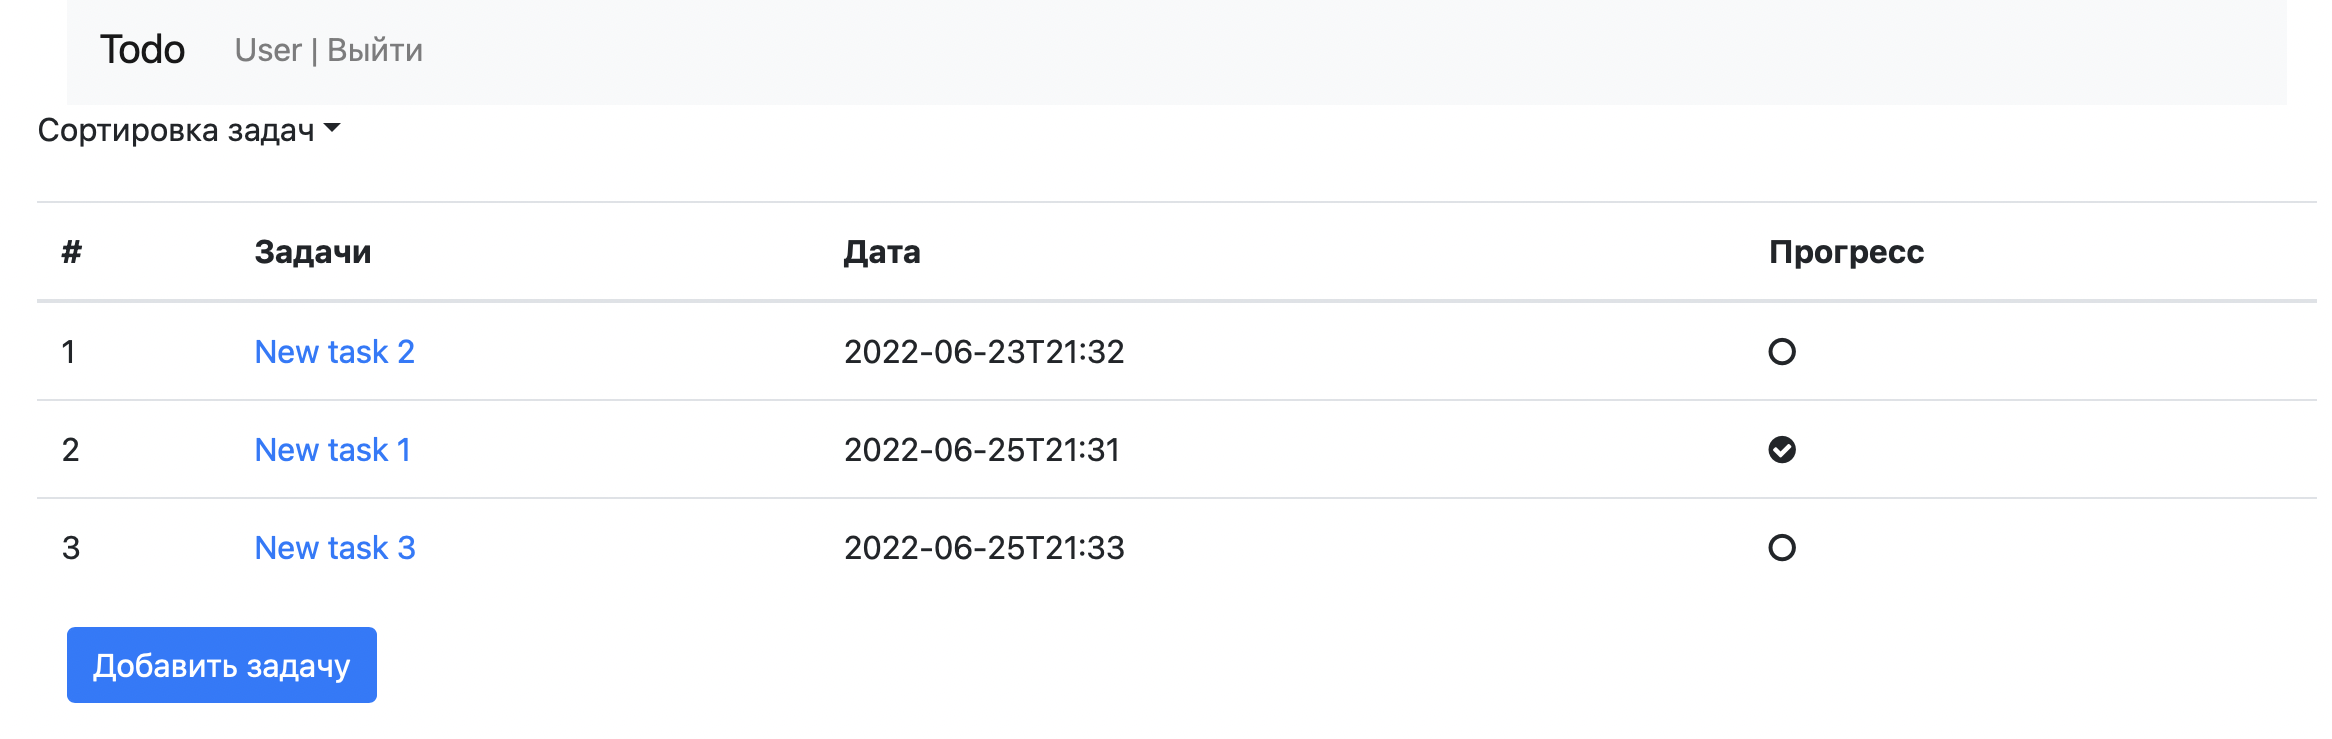 Todo User | Выйти
Сортировка задач
# Задачи Дата Прогресс
1 New task 2 2022-06-23T21:32
2 New task 1 2022-06-25T21:31
3 New task 3 2022-06-25T21:33
Добавить задачу